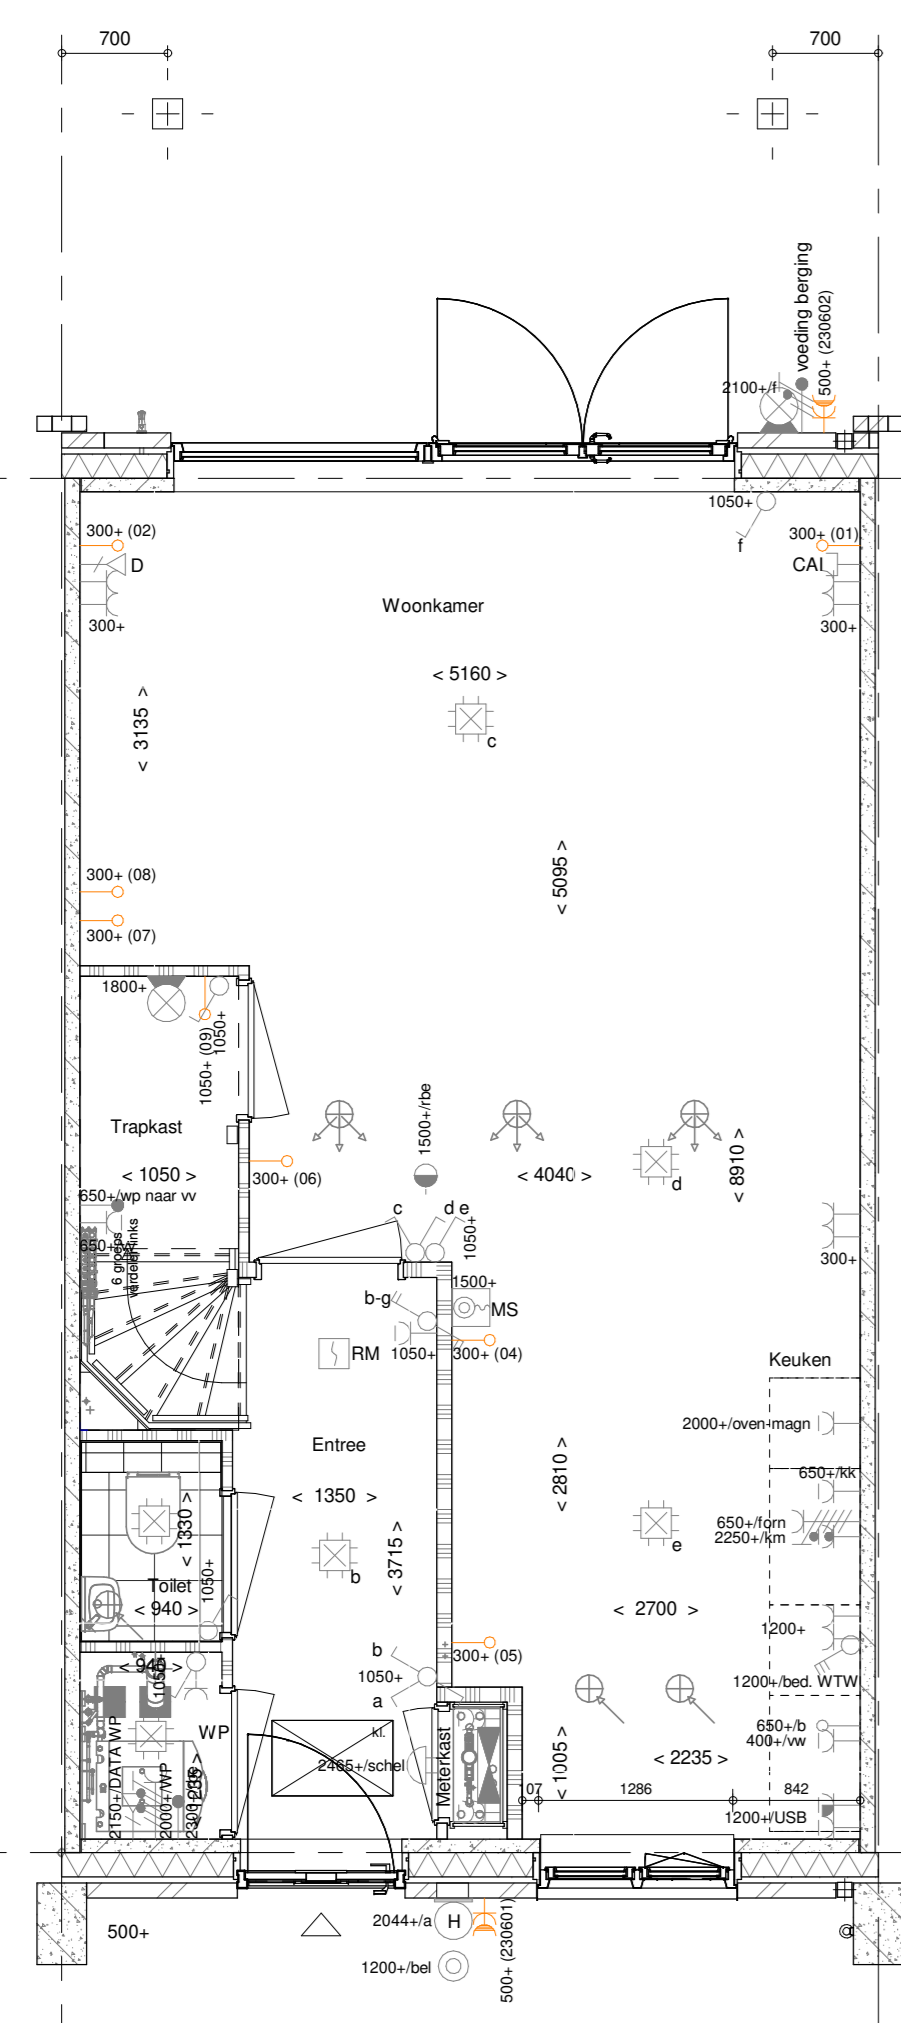 700
700
voeding berging
500+ (230602)
2100+/f
1050+
f
300+ (02)
D
300+
300+ (01)
CAI
300+
Woonkamer
< 5160 >
c
< 3135 >
< 5095 >
300+ (08)
300+ (07)
1800+
1050+ (09)
1050+
Trapkast
< 1050 >
650+/wp naar vv
6 groeps
verdeler links
300+ (06)
1500+/rbe
< 4040 >
d
< 8910 >
c
d e
1050+
300+
1500+
MS
b-g
1050+
300+ (04)
RM
Keuken
2000+/oven-magn
650+/kk
650+/forn
2250+/km
Entree
< 1350 >
< 2810 >
< 3715 >
b
e
< 1330 >
1050+
Toilet
< 940 >
< 2700 >
1200+
1200+/bed. WTW
300+ (05)
b
1050+
a
< 945 >
1050+
WP
2150+/DATA WP
2000+/WP
kl.
2465+/schel
Meterkast
650+/b
400+/vw
< 1005 >
< 2235 >
107
1286
842
1200+/USB
500+
2044+/a
H
500+ (230601)
1200+/bel
@